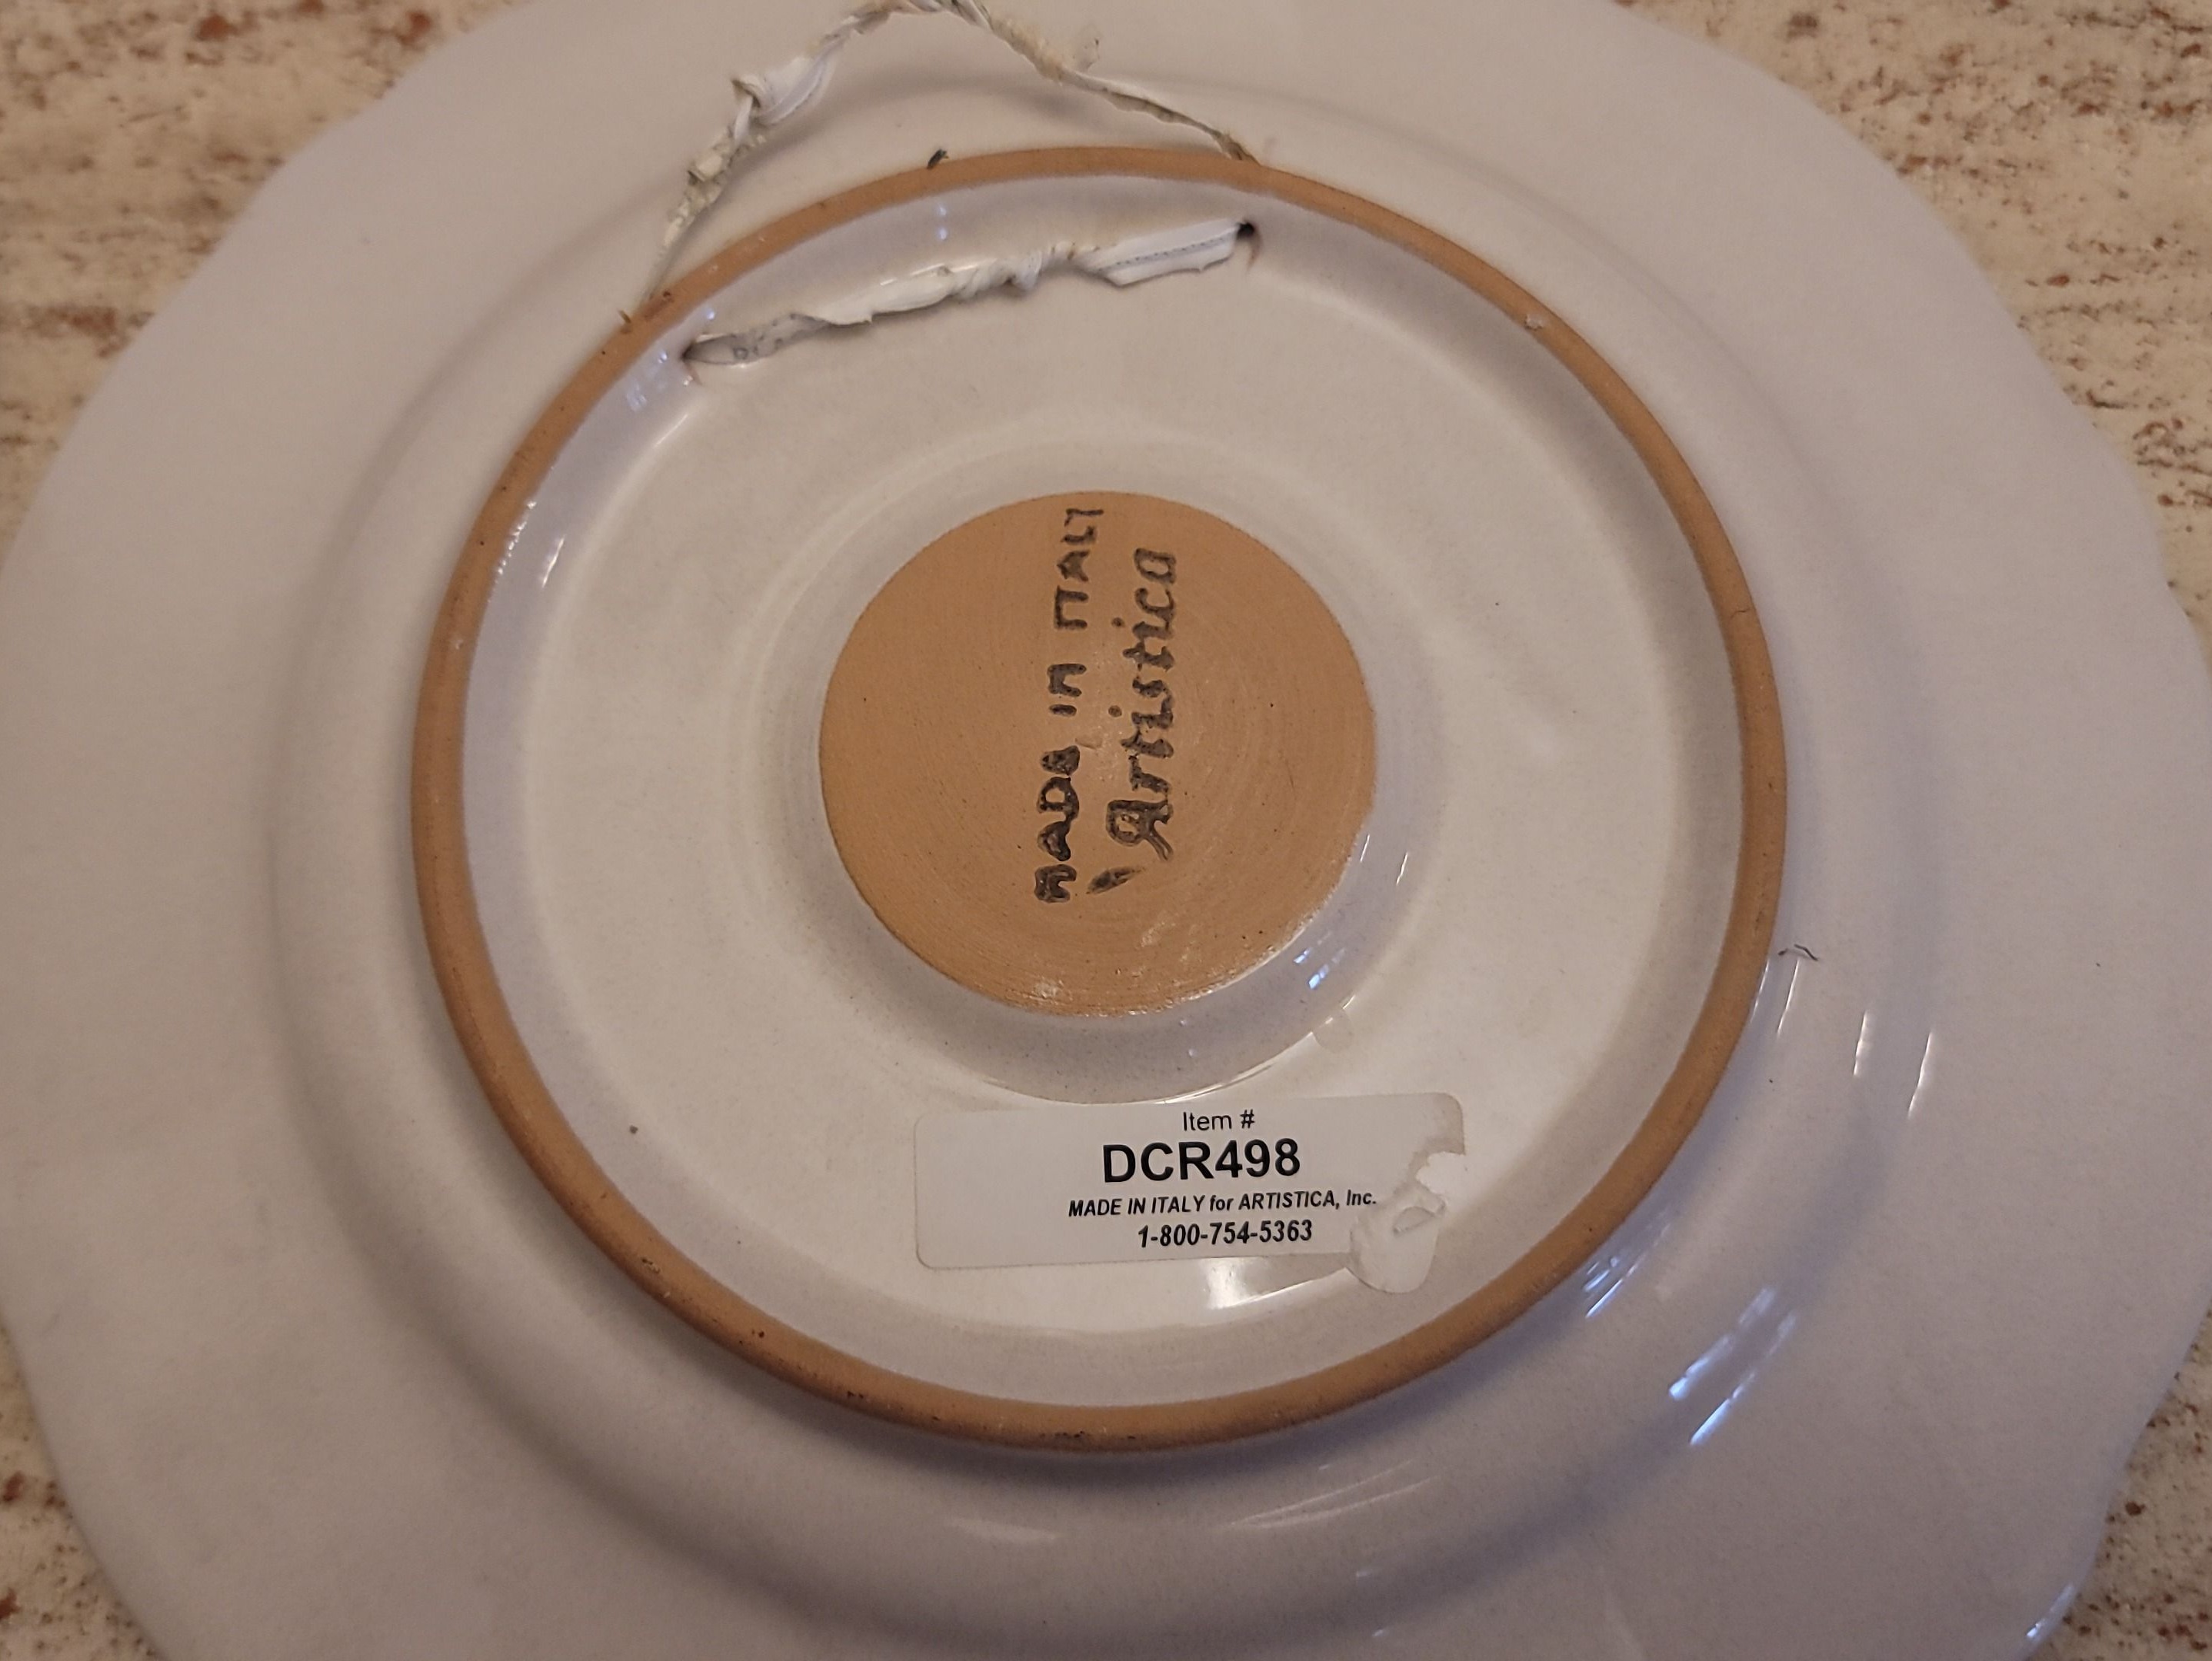 MADE IN ITALY
Artistica
Item #
DCR498
MADE IN ITALY for ARTISTICA, Inc.
1-800-754-5363